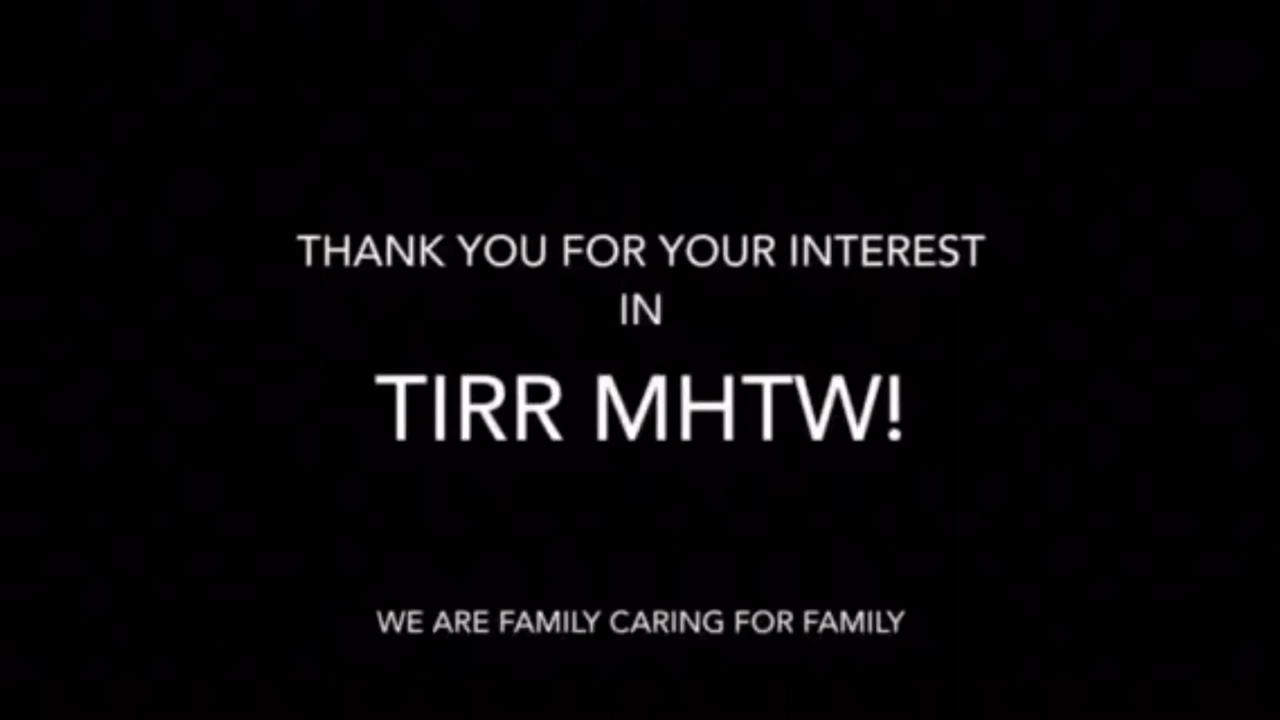 THANK YOU FOR YOUR INTEREST
IN
TIRR MHTW!
WE ARE FAMILY CARING FOR FAMILY